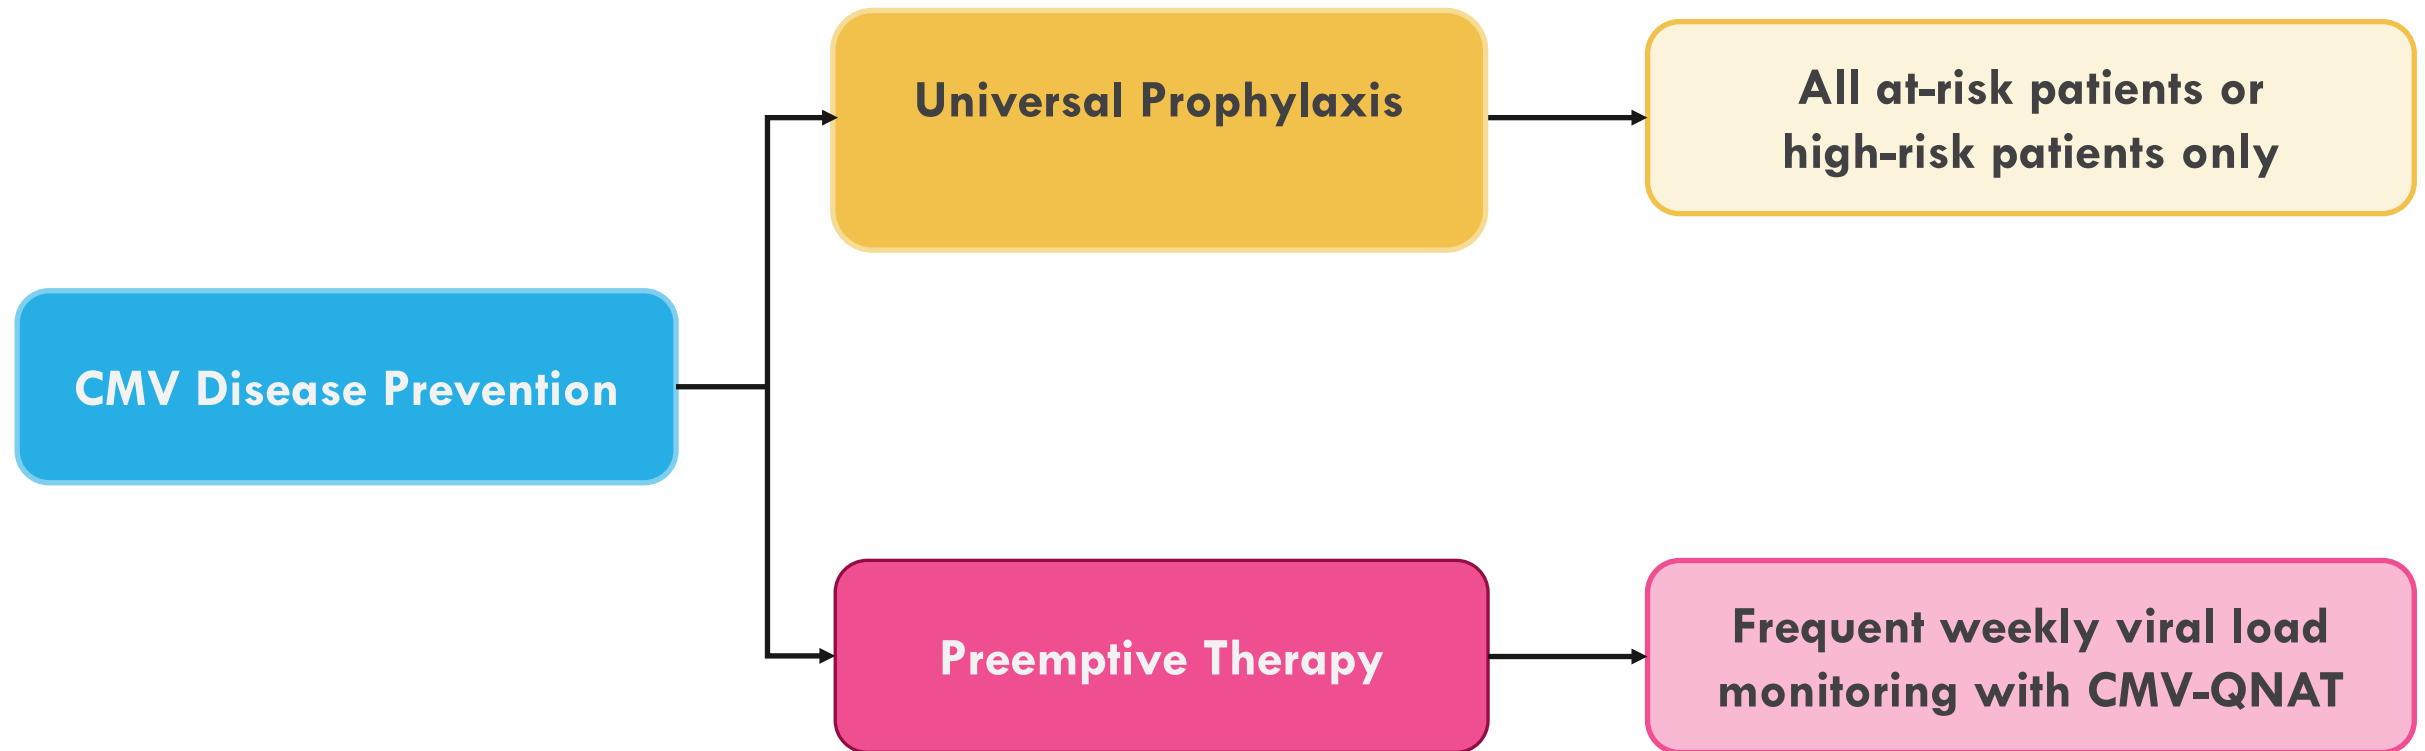 Universal Prophylaxis
All at-risk patients or
high-risk patients only
CMV Disease Prevention
Preemptive Therapy
Frequent weekly viral load
monitoring with CMV-QNAT